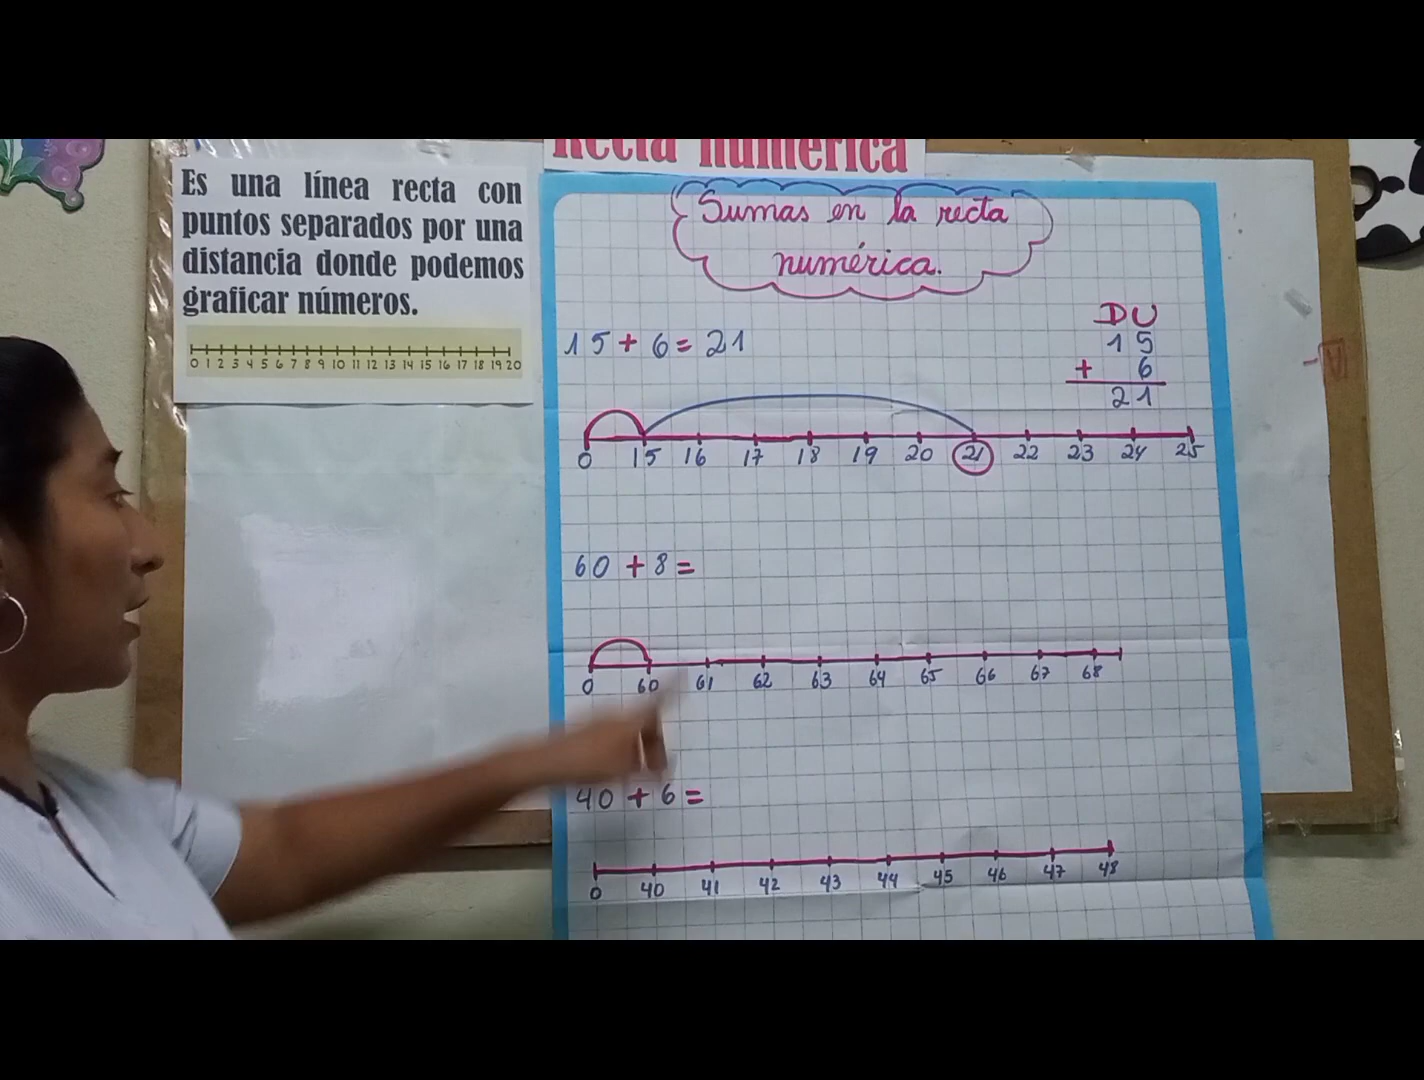 Recta numérica
Es una línea recta con
puntos separados por una
distancia donde podemos
graficar números.
0 1 2 3 4 5 6 7 8 9 10 11 12 13 14 15 16 17 18 19 20
Sumas en la recta
numérica.
15 + 6 = 21
DU
15
+ 6
21
0 15 16 17 18 19 20 21 22 23 24 25
60 + 8 =
0 60 61 62 63 64 65 66 67 68
40 + 6 =
0 40 41 42 43 44 45 46 47 48